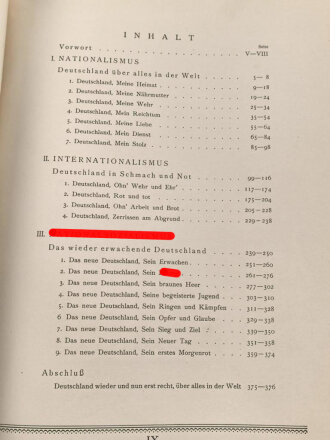 INHALT
Seite
Vorwort V—VIII
I. NATIONALISMUS
Deutschland über alles in der Welt 3— 8
1. Deutschland, Meine Heimat 9—18
2. Deutschland, Meine Nährmutter 19—24
3. Deutschland, Meine Wehr 25—34
4. Deutschland, Mein Reichtum 35—54
5. Deutschland, Meine Liebe 55—64
6. Deutschland, Mein Dienst 65—84
7. Deutschland, Mein Stolz 85—98
II. INTERNATIONALISMUS
Deutschland in Schmach und Not 99—116
1. Deutschland, Ohn' Wehr und Ehr' 117—174
2. Deutschland, Rot und tot 175—204
3. Deutschland, Ohn' Arbeit und Brot 205—228
4. Deutschland, Zerrissen am Abgrund 229—238
III.
Das wieder erwachende Deutschland 239—250
1. Das neue Deutschland, Sein Erwachen 251—260
2. Das neue Deutschland, Sein 261—276
3. Das neue Deutschland, Sein braunes Heer 277—302
4. Das neue Deutschland, Seine begeisterte Jugend 303—310
5. Das neue Deutschland, Sein Ringen und Kämpfen 311—328
6. Das neue Deutschland, Sein Opfer und Glaube 329—338
7. Das neue Deutschland, Sein Sieg und Ziel 339—350
8. Das neue Deutschland, Sein Neuer Tag 351—358
9. Das neue Deutschland, Sein erstes Morgenrot 359—374
Abschluß
Deutschland wieder und nun erst recht, über alles in der Welt 375—376
IX